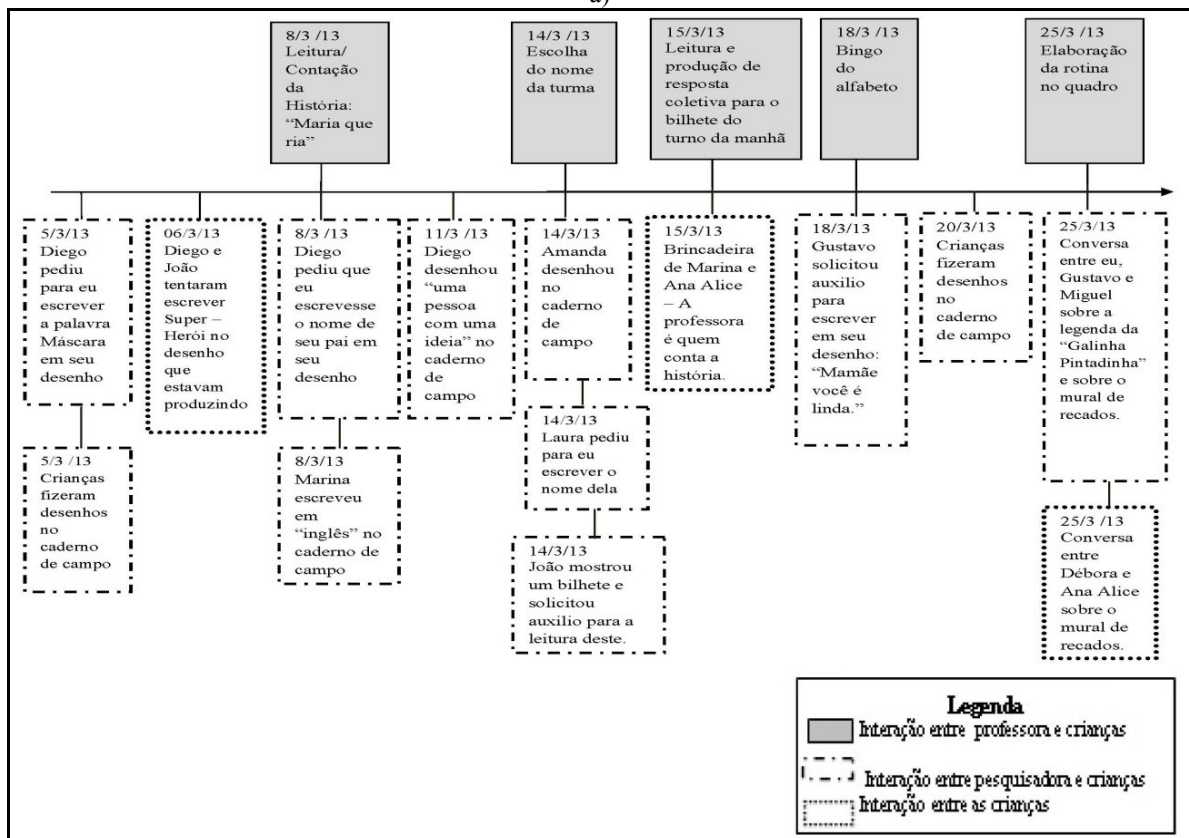 a)
8/3 /13
Leitura/
Contação
da
História:
“Maria que
ria”
14/3 /13
Escolha
do nome
da turma
15/3/13
Leitura e
produção de
resposta
coletiva para o
bilhete do
turno da manhã
18/3 /13
Bingo
do
alfabeto
25/3 /13
Elaboração
da rotina
no quadro
5/3/13
Diego
pediu
para eu
escrever
a palavra
Máscara
em seu
desenho
06/3/13
Diego e
João
tentaram
escrever
Super –
Herói no
desenho
que
estavam
produzindo
8/3 /13
Diego
pediu que
eu
escrevesse
o nome de
seu pai em
seu
desenho
11/3 /13
Diego
desenhou
“uma
pessoa
com uma
ideia” no
caderno
de
campo
14/3/13
Amanda
desenhou
no
caderno
de
campo
15/3/13
Brincadeira
de Marina e
Ana Alice
– A
professora
é quem
conta a
história.
18/3/13
Gustavo
solicitou
auxilio
para
escrever
em seu
desenho:
“Mamãe
você é
linda.”
20/3/13
Crianças
fizeram
desenhos
no
caderno
de campo
25/3/13
Conversa
entre eu,
Gustavo e
Miguel
sobre a
legenda da
“Galinha
Pintadinha”
e sobre o
mural de
recados.
5/3 /13
Crianças
fizeram
desenhos
no
caderno
de campo
8/3/13
Marina
escreveu
em
“inglês” no
caderno de
campo
14/3/13
Laura pediu
para eu
escrever o
nome dela
14/3/13
João mostrou
um bilhete e
solicitou
auxilio para a
leitura deste.
25/3 /13
Conversa
entre
Débora e
Ana Alice
sobre o
mural de
recados.
Legenda
Interação entre professora e crianças
Interação entre pesquisadora e crianças
Interação entre as crianças